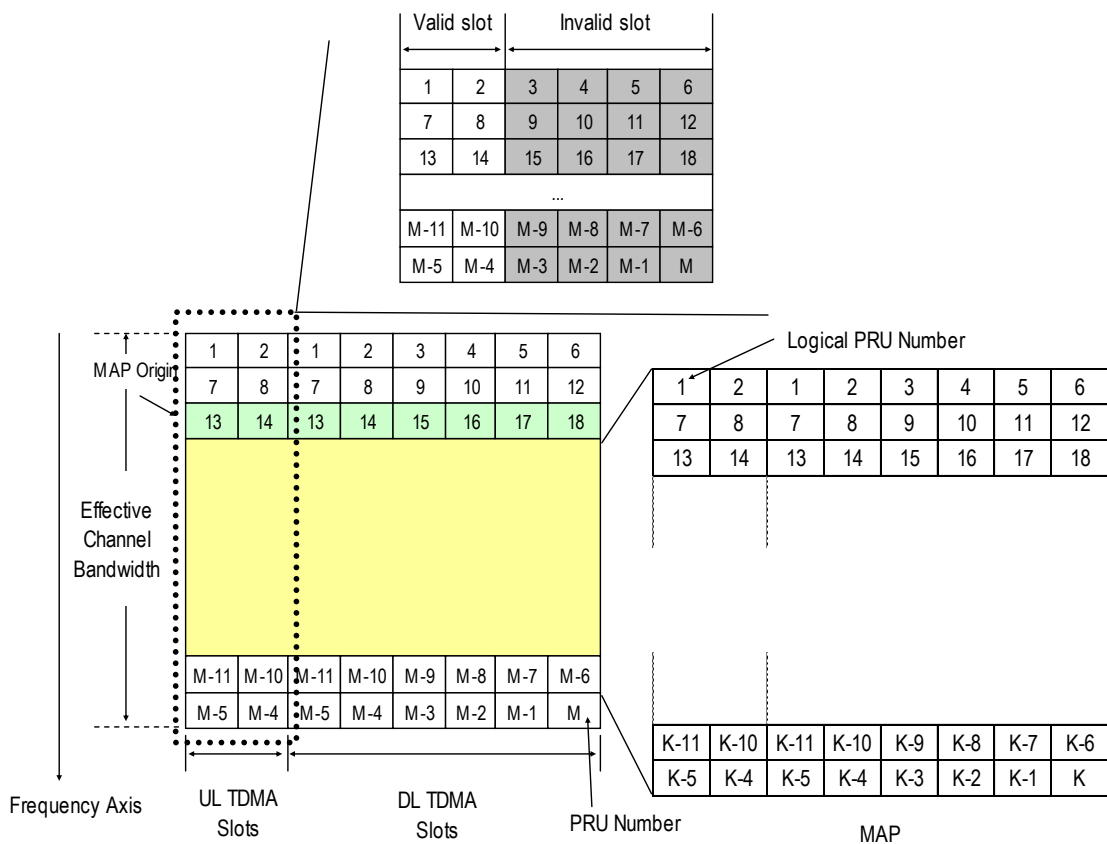 Valid slot Invalid slot
1 2 3 4 5 6
7 8 9 10 11 12
13 14 15 16 17 18
...
M-11 M-10 M-9 M-8 M-7 M-6
M-5 M-4 M-3 M-2 M-1 M
MAP Origin
Effective
Channel
Bandwidth
Frequency Axis
1 2 1 2 3 4 5 6
7 8 7 8 9 10 11 12
13 14 13 14 15 16 17 18
M-11 M-10 M-11 M-10 M-9 M-8 M-7 M-6
M-5 M-4 M-5 M-4 M-3 M-2 M-1 M
UL TDMA
Slots
DL TDMA
Slots
PRU Number
Logical PRU Number
1 2 1 2 3 4 5 6
7 8 7 8 9 10 11 12
13 14 13 14 15 16 17 18
K-11 K-10 K-11 K-10 K-9 K-8 K-7 K-6
K-5 K-4 K-5 K-4 K-3 K-2 K-1 K
MAP